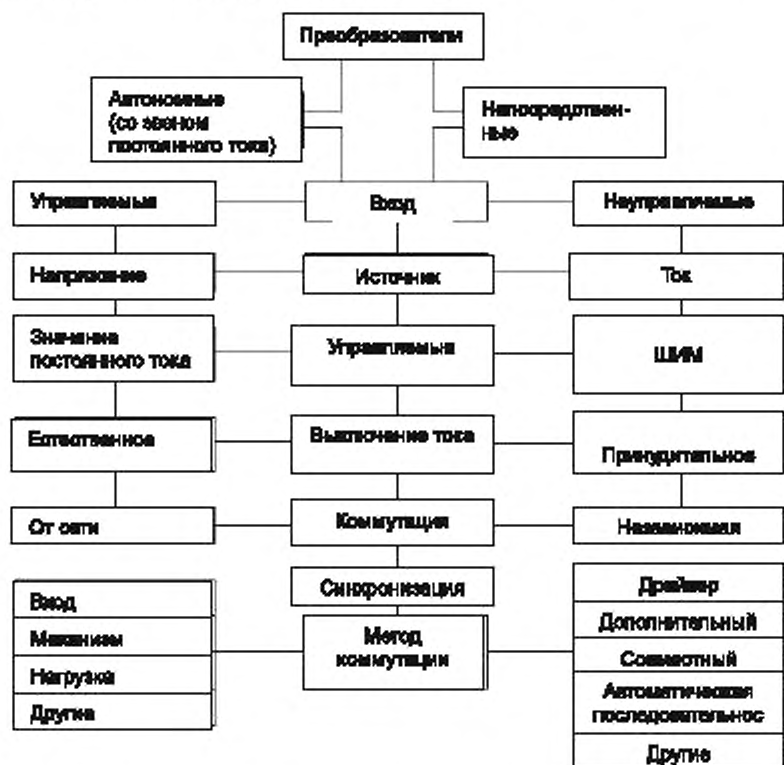 Преобразователи
Автономные
(со звеном
постоянного тока)
Непосредствен-
ные
Управляемые
Вход
Неуправляемые
Напряжение
Источник
Ток
Значение
постоянного тока
Управляемые
ШИМ
Естественное
Выключение тока
Принудительное
От сети
Коммутация
Независимая
Синхронизация
Вход
Механизм
Нагрузка
Другие
Метод
коммутации
Драйвер
Дополнительный
Совместный
Автоматическая
последовательнос
Другие